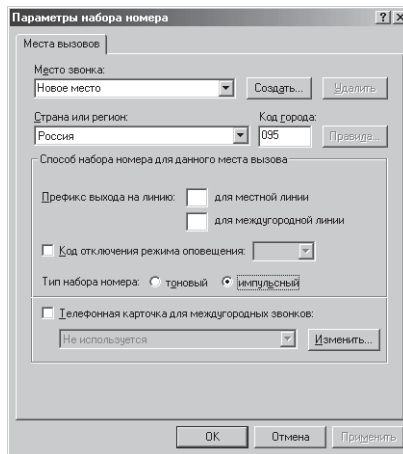 Параметры набора номера
Места вызовов
Место звонка:
Новое место Создать... Удалить
Страна или регион: Код города:
Россия 095 Правила...
Способ набора номера для данного места вызова
Префикс выхода на линию: для местной линии
для междугородной линии
Код отключения режима оповещения:
Тип набора номера: тоновый импульсный
Телефонная карточка для междугородных звонков:
Не используется Изменить...
OK Отмена Применить